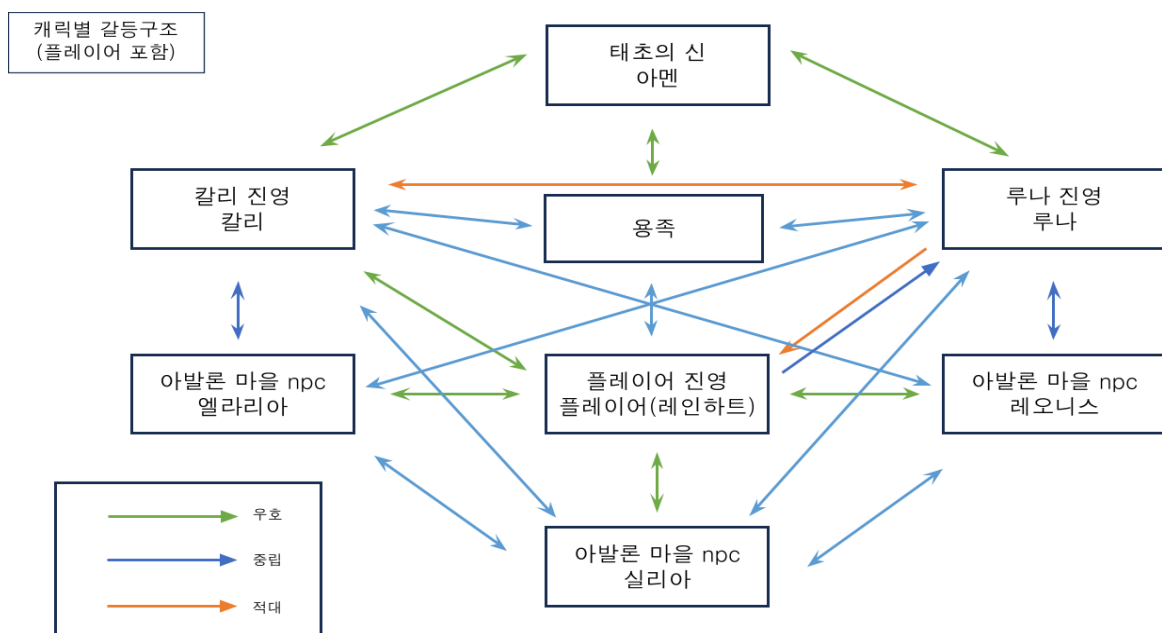 캐릭별 갈등구조
(플레이어 포함)
태초의 신
아멘
칼리 진영
칼리
용족
루나 진영
루나
아발론 마을 npc
엘라리아
플레이어 진영
플레이어(레인하트)
아발론 마을 npc
레오니스
아발론 마을 npc
실리아
우호
중립
적대